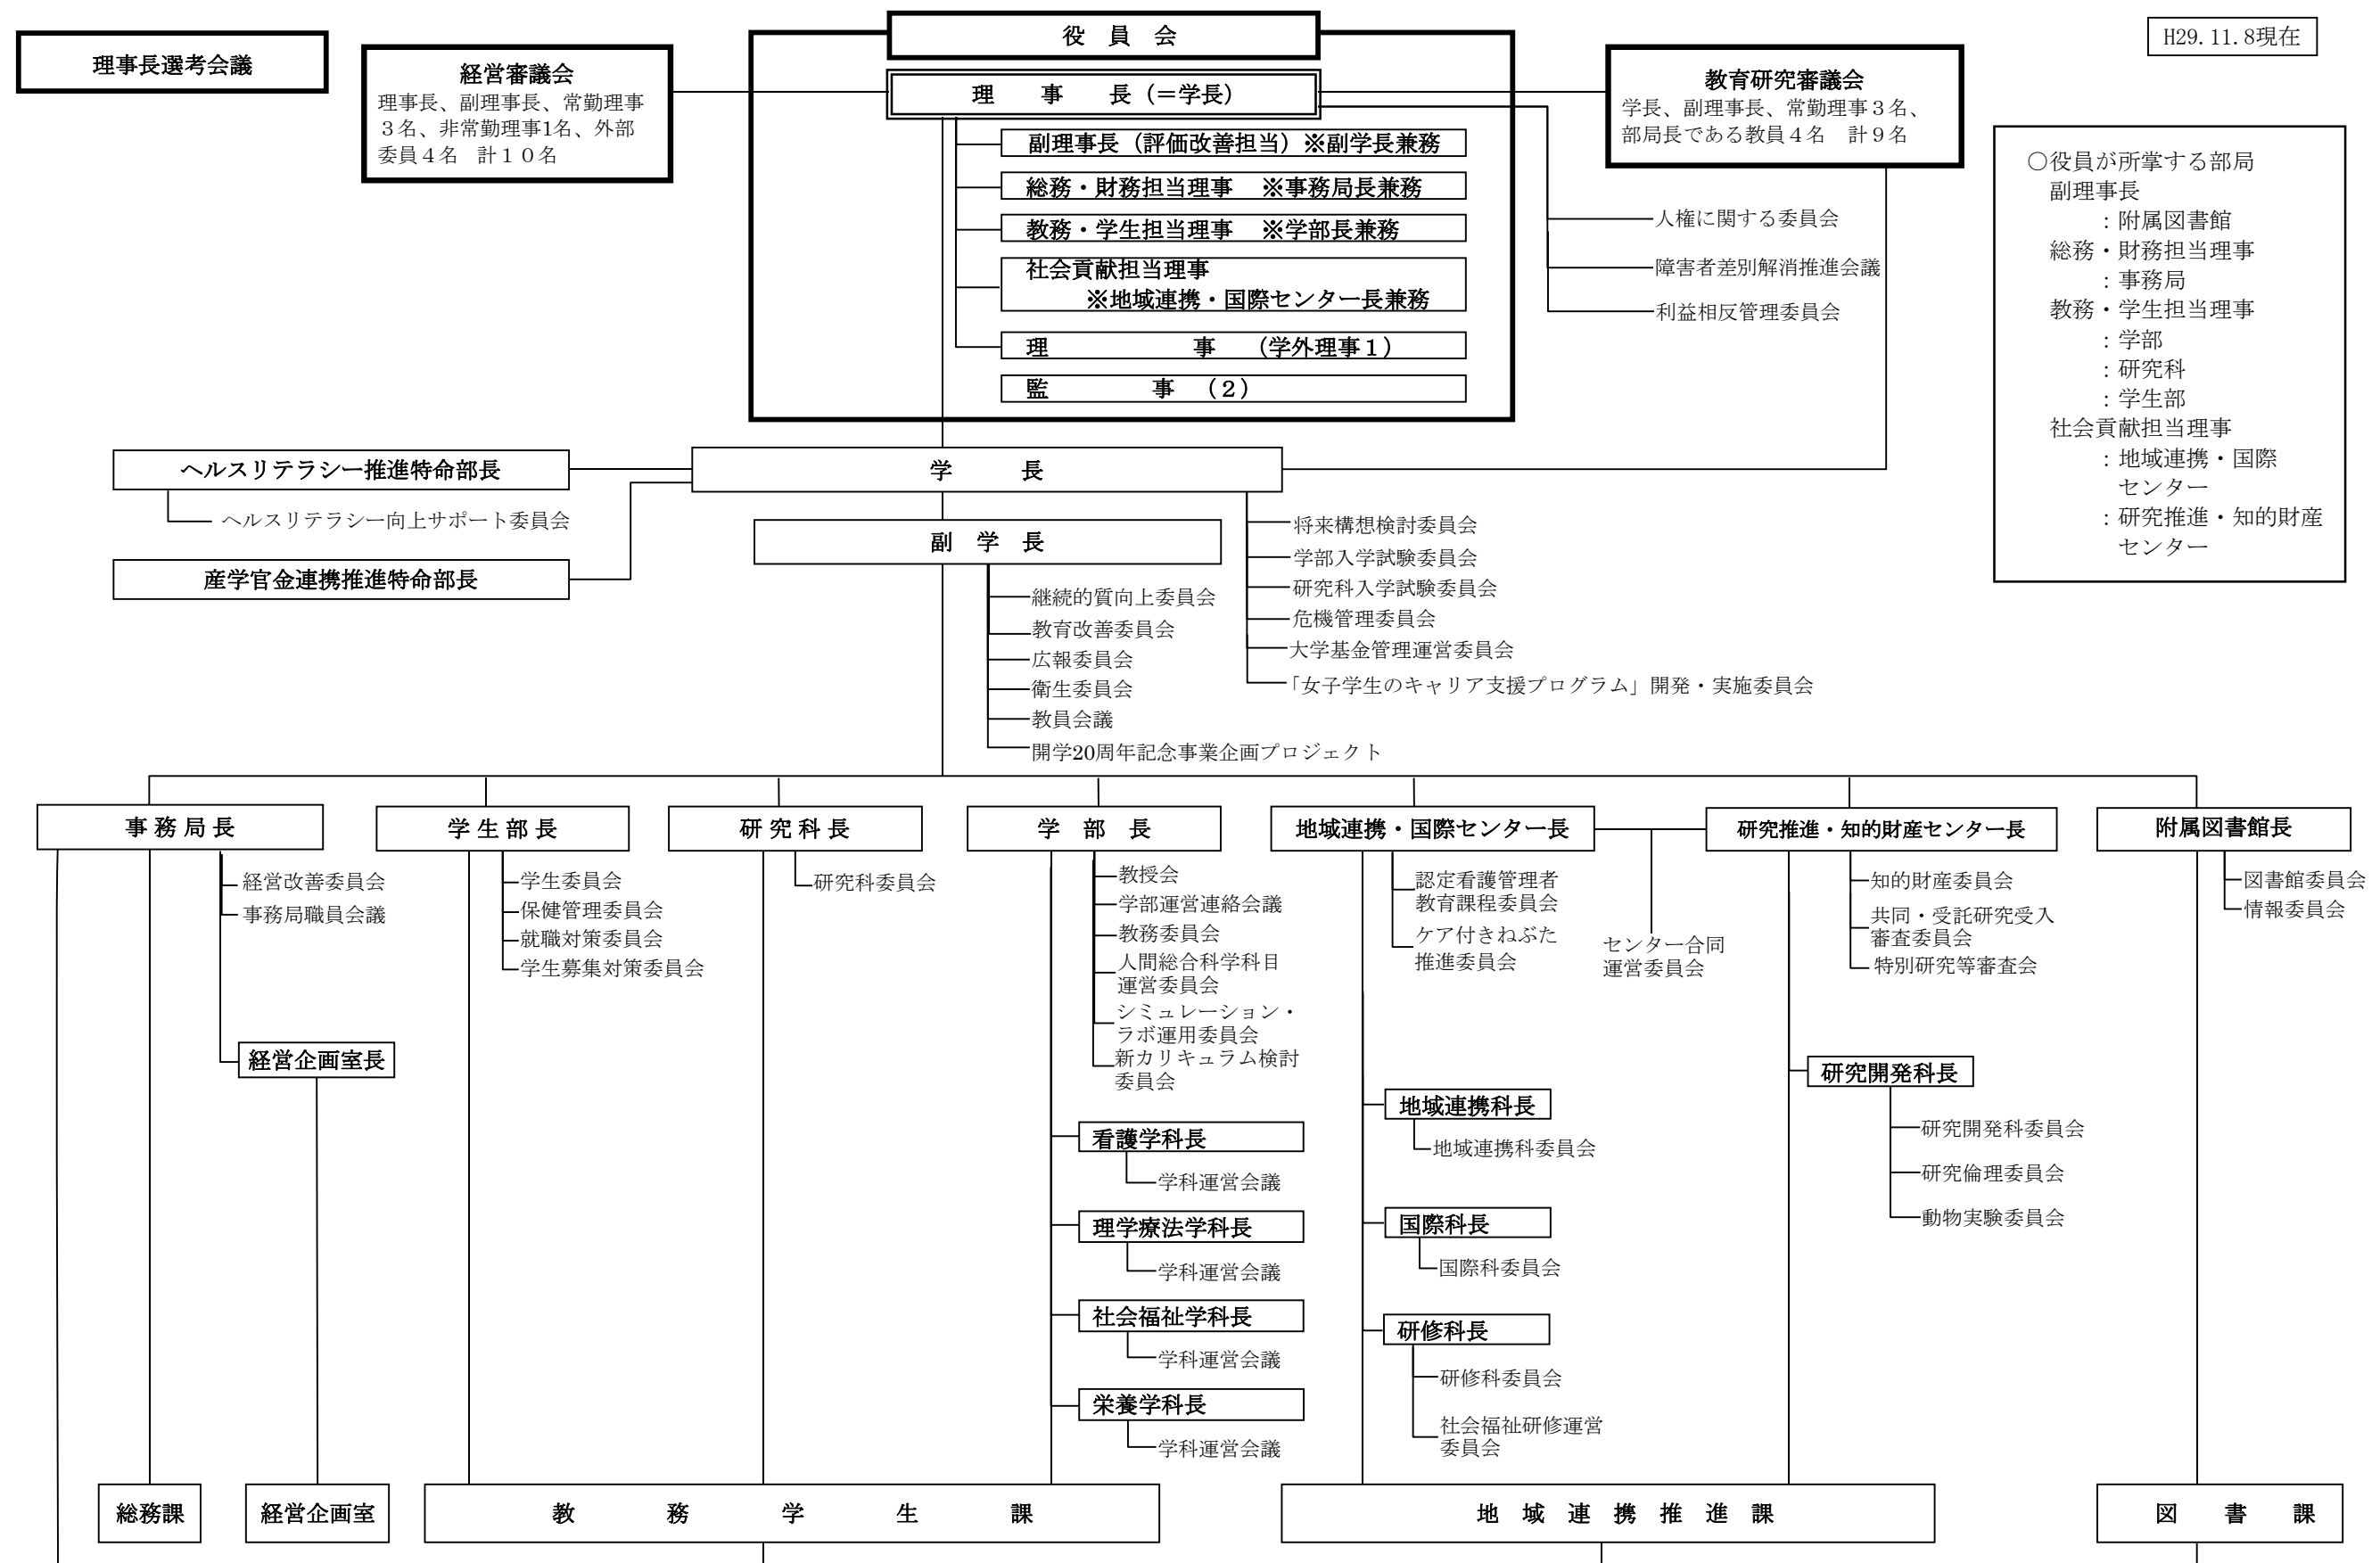 役　員　会
H29.11.8現在
理事長選考会議
経営審議会
理事長、副理事長、常勤理事
３名、非常勤理事1名、外部
委員４名　計１０名
理　　事　　長（＝学長）
教育研究審議会
学長、副理事長、常勤理事３名、
部局長である教員４名　計９名
副理事長（評価改善担当）※副学長兼務
総務・財務担当理事　※事務局長兼務
教務・学生担当理事　※学部長兼務
社会貢献担当理事
※地域連携・国際センター長兼務
理　　　　　　事　（学外理事１）
監　　　　事　（２）
人権に関する委員会
障害者差別解消推進会議
利益相反管理委員会
○役員が所掌する部局
副理事長
：附属図書館
総務・財務担当理事
：事務局
教務・学生担当理事
：学部
：研究科
：学生部
社会貢献担当理事
：地域連携・国際
センター
：研究推進・知的財産
センター
ヘルスリテラシー推進特命部長
ヘルスリテラシー向上サポート委員会
産学官金連携推進特命部長
学　　　長
副　学　長
将来構想検討委員会
学部入学試験委員会
研究科入学試験委員会
危機管理委員会
大学基金管理運営委員会
「女子学生のキャリア支援プログラム」開発・実施委員会
継続的質向上委員会
教育改善委員会
広報委員会
衛生委員会
教員会議
開学20周年記念事業企画プロジェクト
事 務 局 長
経営改善委員会
事務局職員会議
経営企画室長
学 生 部 長
学生委員会
保健管理委員会
就職対策委員会
学生募集対策委員会
研 究 科 長
研究科委員会
学　部　長
教授会
学部運営連絡会議
教務委員会
人間総合科学科目
運営委員会
シミュレーション・
ラボ運用委員会
新カリキュラム検討
委員会
看護学科長
学科運営会議
理学療法学科長
学科運営会議
社会福祉学科長
学科運営会議
栄養学科長
学科運営会議
地域連携・国際センター長
認定看護管理者
教育課程委員会
ケア付きねぶた
推進委員会
センター合同
運営委員会
地域連携科長
地域連携科委員会
国際科長
国際科委員会
研修科長
研修科委員会
社会福祉研修運営
委員会
研究推進・知的財産センター長
知的財産委員会
共同・受託研究受入
審査委員会
特別研究等審査会
研究開発科長
研究開発科委員会
研究倫理委員会
動物実験委員会
附属図書館長
図書館委員会
情報委員会
総務課
経営企画室
教　　　　務　　　　学　　　　生　　　　課
地　域　連　携　推　進　課
図　　書　　課